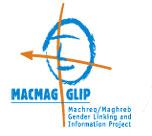 MACMAG GLIP
Machreq/Maghreb
Gender Linking and
Information Project